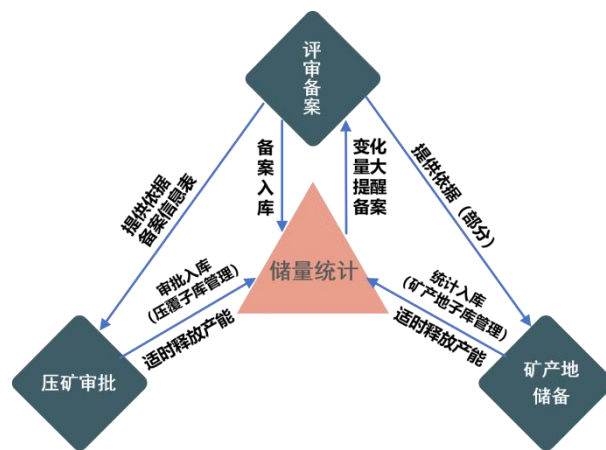 评审备案
提供依据
备案信息表
备案入库
变化
量大
提醒
备案
提供依据（部分）
储量统计
审批入库
(压覆子库管理)
适时释放产能
统计入库
(矿产地子库管理)
适时释放产能
压矿审批
矿产地
储备